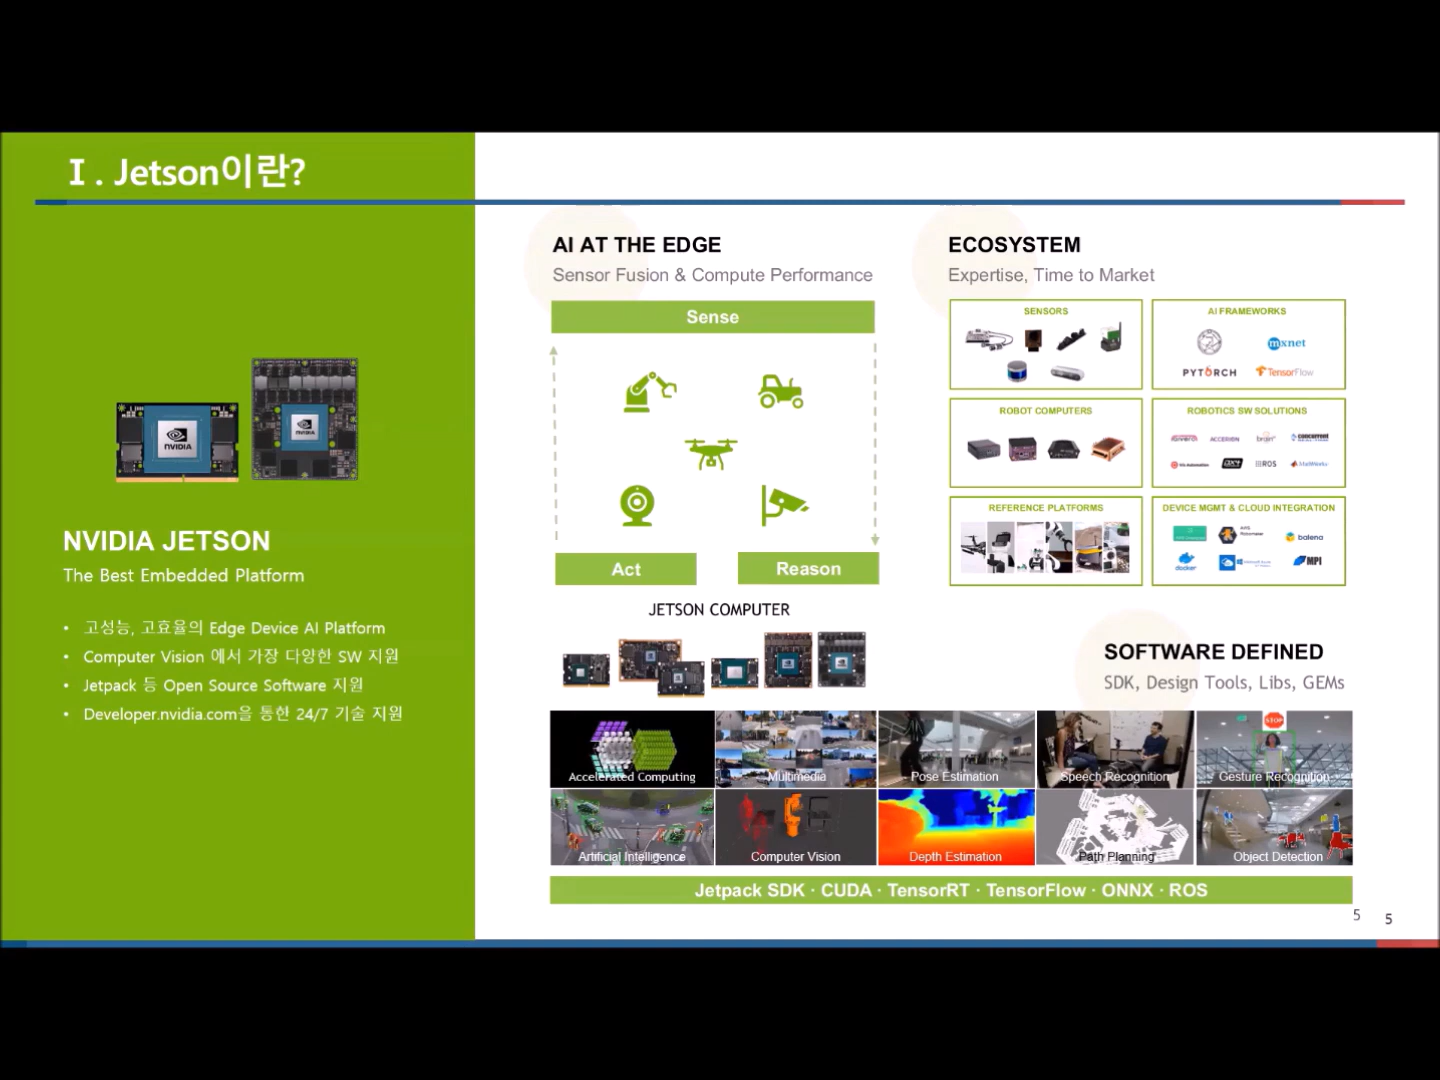 Ⅰ. Jetson이란?
NVIDIA
NVIDIA
NVIDIA JETSON
The Best Embedded Platform
• 고성능, 고효율의 Edge Device AI Platform
• Computer Vision 에서 가장 다양한 SW 지원
• Jetpack 등 Open Source Software 지원
• Developer.nvidia.com을 통한 24/7 기술 지원
AI AT THE EDGE
Sensor Fusion & Compute Performance
Sense
Act
Reason
JETSON COMPUTER
ECOSYSTEM
Expertise, Time to Market
SENSORS
AI FRAMEWORKS
mxnet
PYTORCH
TensorFlow
ROBOT COMPUTERS
ROBOTICS SW SOLUTIONS
ACCERION
brain
concurrent
ROS
MathWorks
REFERENCE PLATFORMS
DEVICE MGMT & CLOUD INTEGRATION
balena
docker
MPI
SOFTWARE DEFINED
SDK, Design Tools, Libs, GEMs
STOP
Accelerated Computing
Multimedia
Pose Estimation
Speech Recognition
Gesture Recognition
Artificial Intelligence
Computer Vision
Depth Estimation
Path Planning
Object Detection
Jetpack SDK · CUDA · TensorRT · TensorFlow · ONNX · ROS
5
5